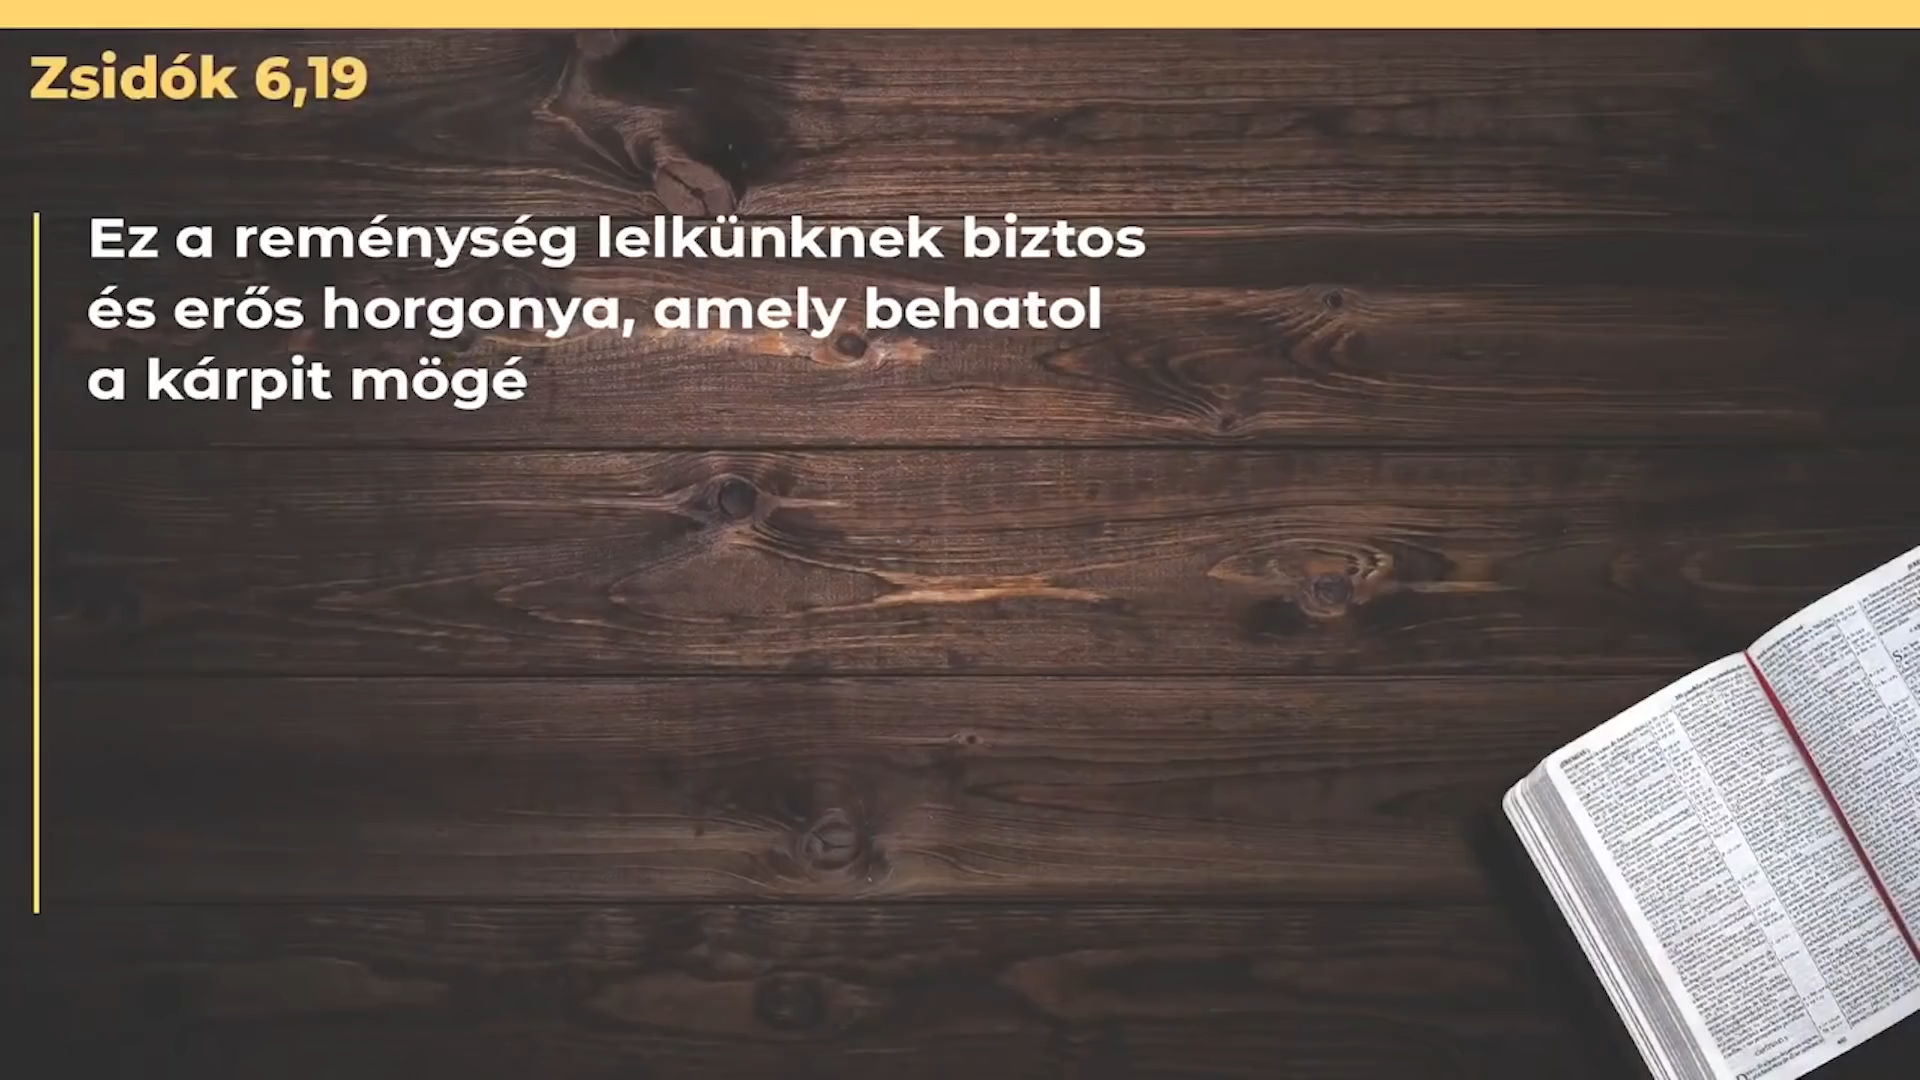 Zsidók 6,19
Ez a reménység lelkünknek biztos
és erős horgonya, amely behatol
a kárpit mögé